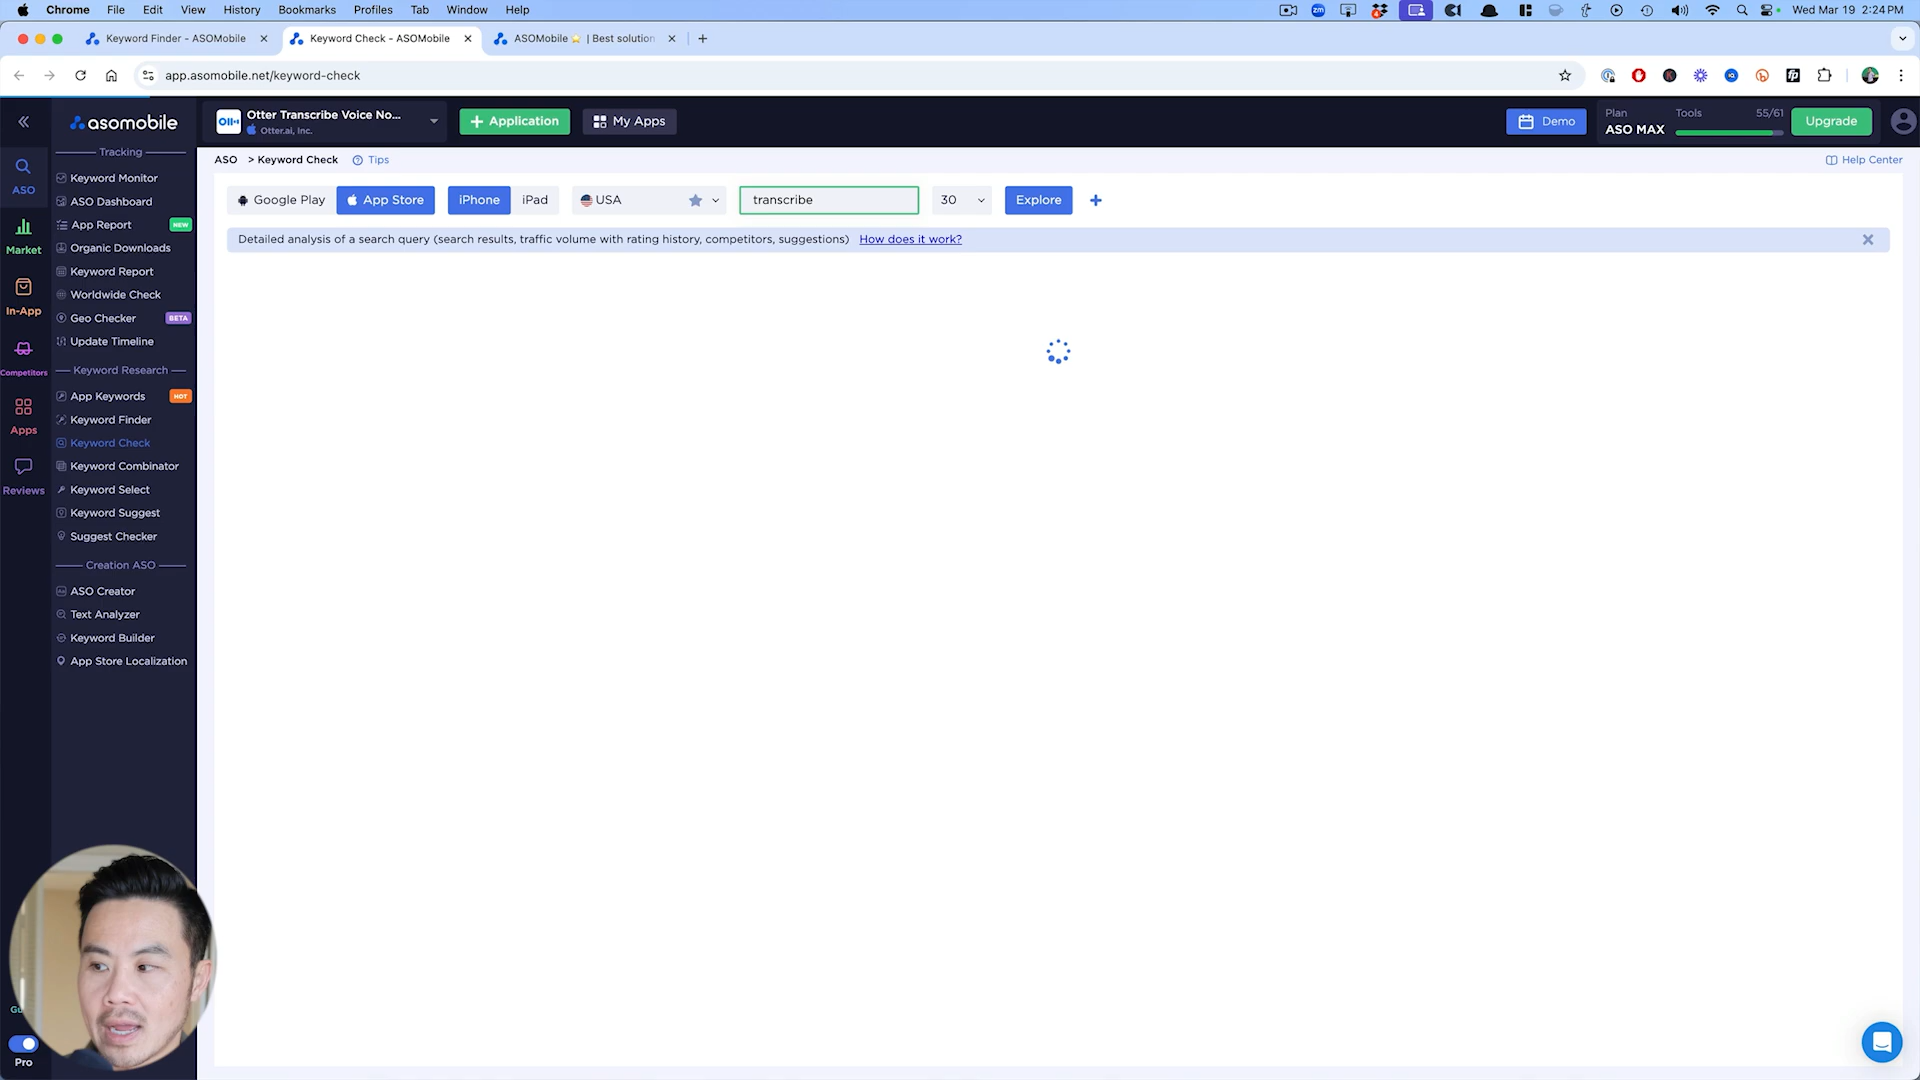 Chrome File Edit View History Bookmarks Profiles Tab Window Help Wed Mar 19 2:24 PM
Keyword Finder - ASOMobile Keyword Check - ASOMobile ASOMobile | Best solution
app.asomobile.net/keyword-check
asomobile Otter Transcribe Voice No... Otter.ai, Inc. + Application My Apps Demo Plan ASO MAX Tools 55/61 Upgrade
ASO > Keyword Check Tips Help Center
Google Play App Store iPhone iPad USA transcribe 30 Explore +
Detailed analysis of a search query (search results, traffic volume with rating history, competitors, suggestions) How does it work?
ASO
Market
In-App
Competitors
Apps
Reviews
Gu
Pro
Tracking
Keyword Monitor
ASO Dashboard
App Report NEW
Organic Downloads
Keyword Report
Worldwide Check
Geo Checker BETA
Update Timeline
Keyword Research
App Keywords HOT
Keyword Finder
Keyword Check
Keyword Combinator
Keyword Select
Keyword Suggest
Suggest Checker
Creation ASO
ASO Creator
Text Analyzer
Keyword Builder
App Store Localization